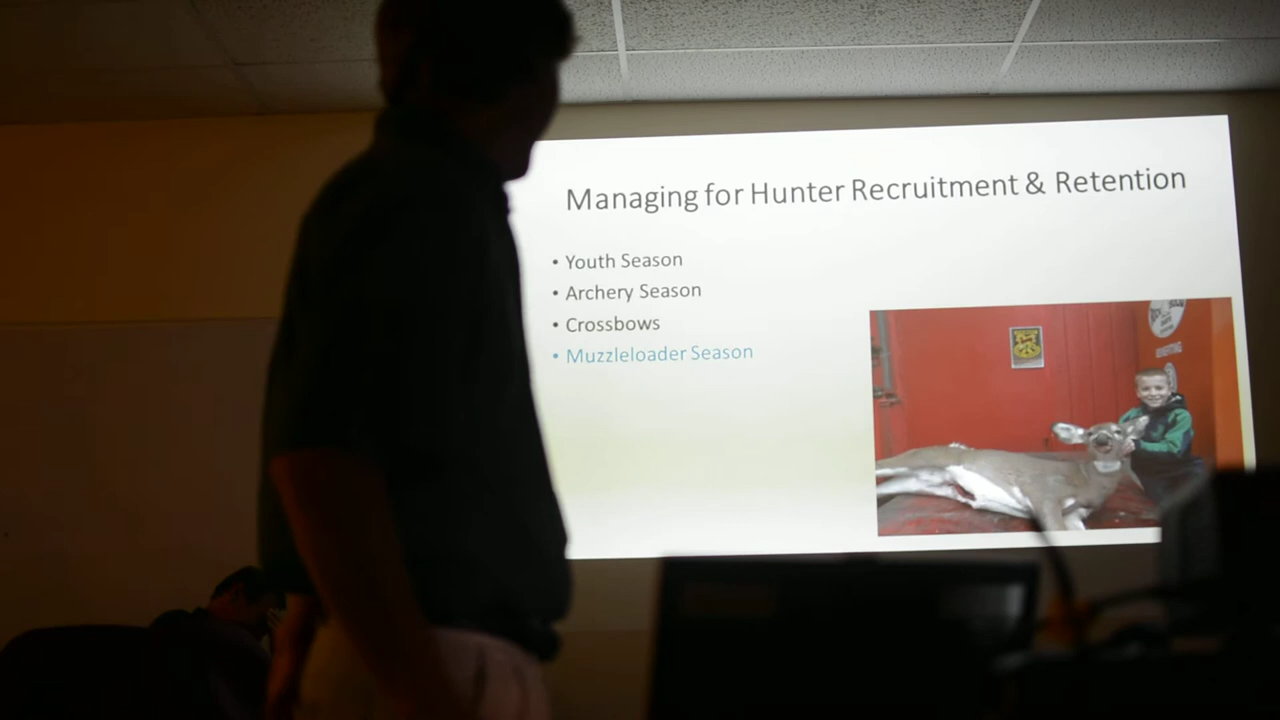 Managing for Hunter Recruitment & Retention
• Youth Season
• Archery Season
• Crossbows
• Muzzleloader Season